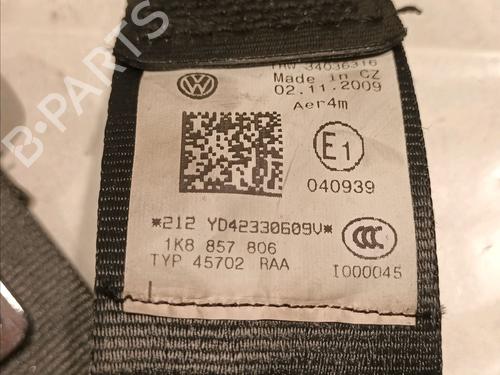 TRW 34036316
Made in CZ
02.11.2009
Aer4m
E1
040939
*212 YD42330609V*
1K8 857 806
TYP 45702 RAA
CCC
I000045